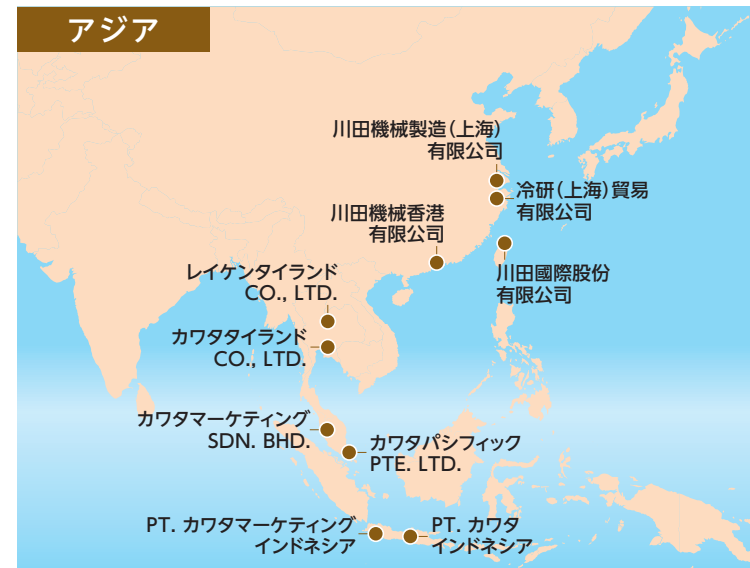 アジア
川田機械製造(上海)
有限公司
冷研(上海)貿易
有限公司
川田機械香港
有限公司
川田國際股份
有限公司
レイケンタイランド
CO., LTD.
カワタタイランド
CO., LTD.
カワタマーケティング
SDN. BHD.
カワタパシフィック
PTE. LTD.
PT. カワタマーケティング
インドネシア
PT. カワタ
インドネシア